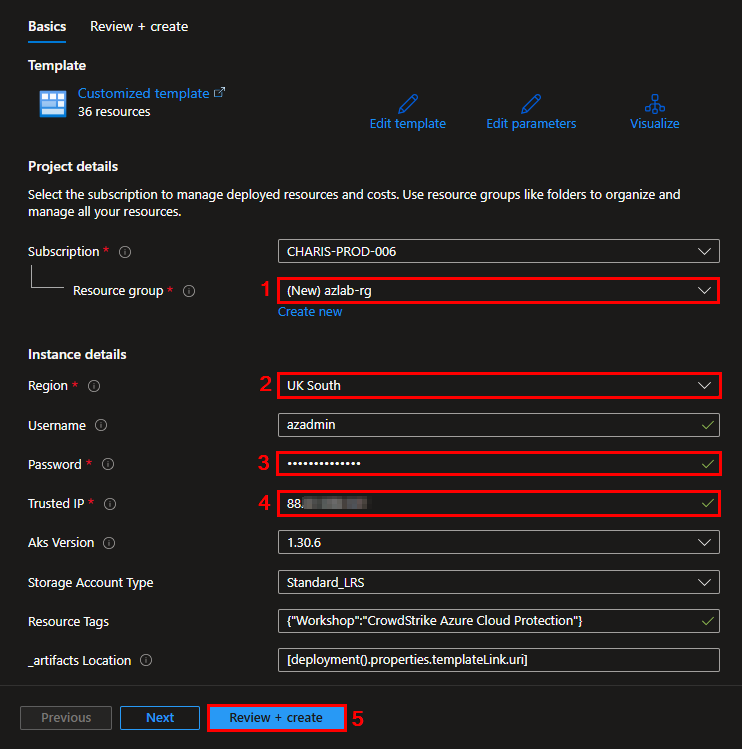 Basics Review + create
Template
Customized template
36 resources
Edit template Edit parameters Visualize
Project details
Select the subscription to manage deployed resources and costs. Use resource groups like folders to organize and
manage all your resources.
Subscription * CHARIS-PROD-006
Resource group * 1 (New) azlab-rg
Create new
Instance details
Region * 2 UK South
Username azadmin
Password * 3 ••••••••••••••
Trusted IP * 4 88.
Aks Version 1.30.6
Storage Account Type Standard_LRS
Resource Tags {"Workshop":"CrowdStrike Azure Cloud Protection"}
_artifacts Location [deployment().properties.templateLink.uri]
Previous Next Review + create 5